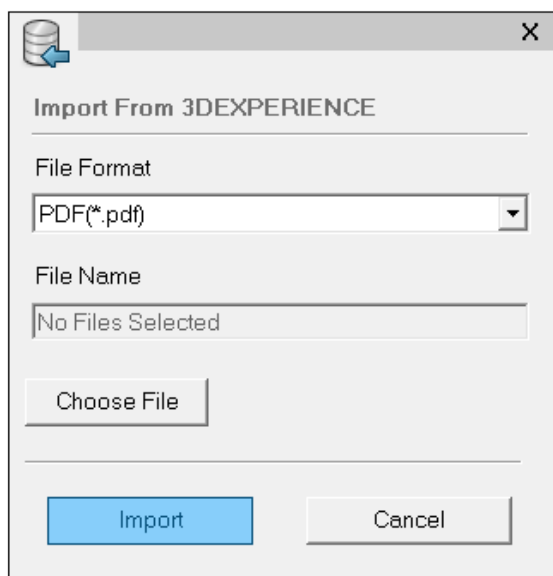 X
Import From 3DEXPERIENCE
File Format
PDF(*.pdf)
File Name
No Files Selected
Choose File
Import Cancel